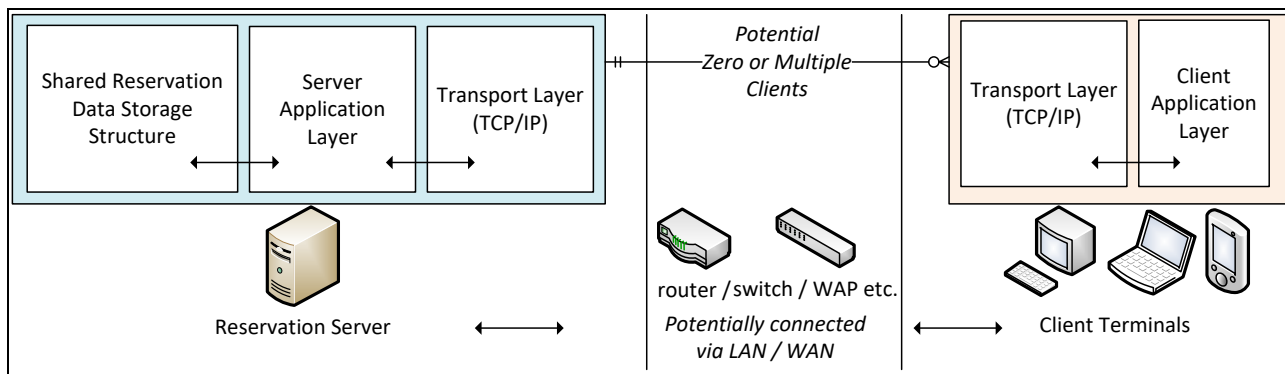 Shared Reservation
Data Storage
Structure
Server
Application
Layer
Transport Layer
(TCP/IP)
Potential
Zero or Multiple
Clients
Transport Layer
(TCP/IP)
Client
Application
Layer
Reservation Server
router / switch / WAP etc.
Potentially connected
via LAN / WAN
Client Terminals